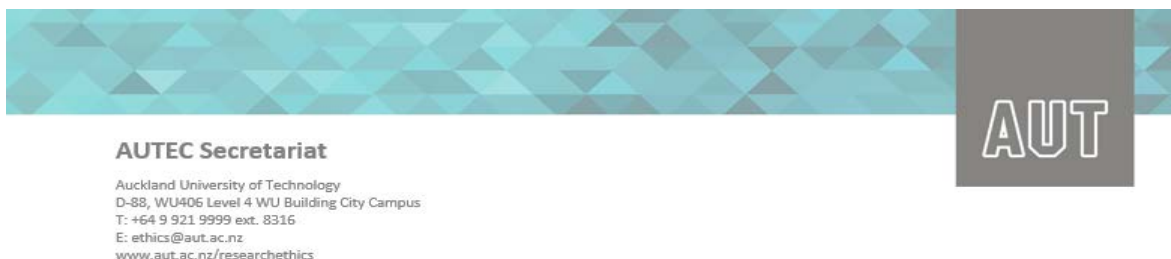 AUT
AUTEC Secretariat
Auckland University of Technology
D-88, WU406 Level 4 WU Building City Campus
T: +64 9 921 9999 ext. 8316
E: ethics@aut.ac.nz
www.aut.ac.nz/researchethics